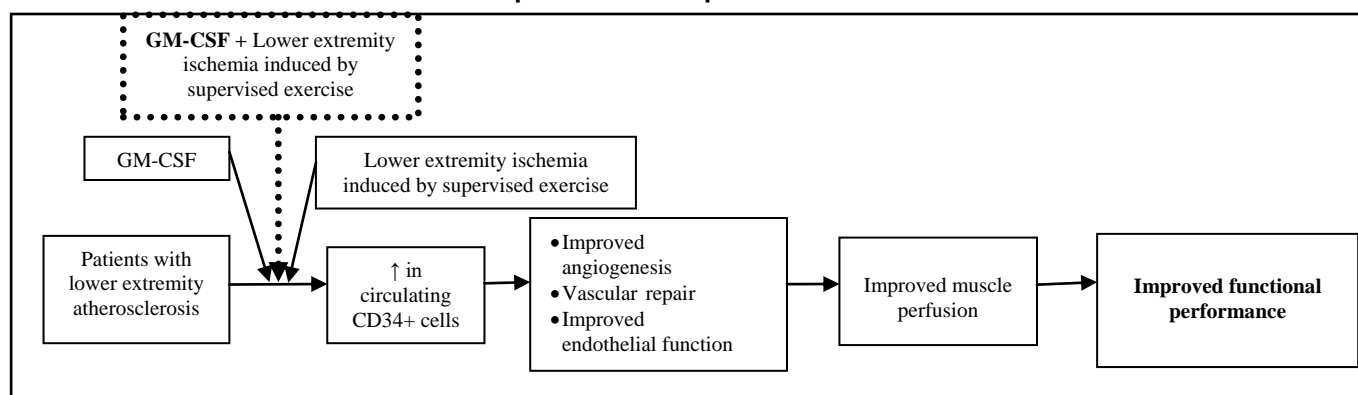 GM-CSF + Lower extremity
ischemia induced by
supervised exercise
GM-CSF
Lower extremity ischemia
induced by supervised exercise
Patients with
lower extremity
atherosclerosis
↑ in
circulating
CD34+ cells
•Improved
angiogenesis
•Vascular repair
•Improved
endothelial function
Improved muscle
perfusion
Improved functional
performance